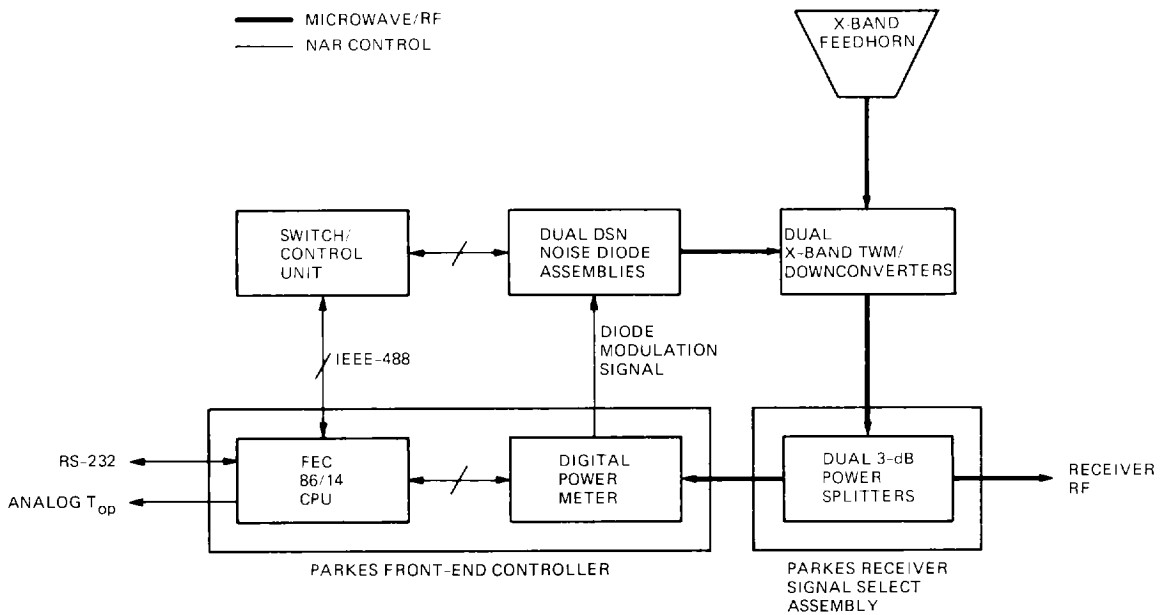 MICROWAVE/RF
NAR CONTROL
X-BAND
FEEDHORN
SWITCH/
CONTROL
UNIT
DUAL DSN
NOISE DIODE
ASSEMBLIES
DUAL
X-BAND TWM/
DOWNCONVERTERS
IEEE-488
DIODE
MODULATION
SIGNAL
RS-232
ANALOG Top
FEC
86/14
CPU
DIGITAL
POWER
METER
DUAL 3-dB
POWER
SPLITTERS
RECEIVER
RF
PARKES FRONT-END CONTROLLER
PARKES RECEIVER
SIGNAL SELECT
ASSEMBLY